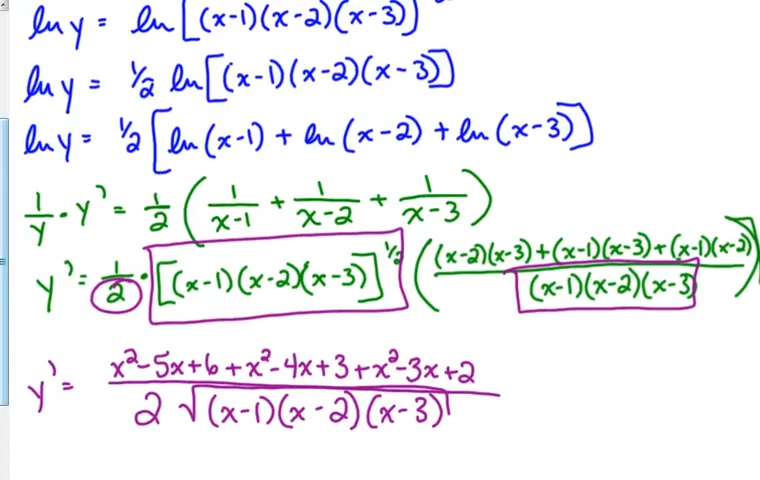 ln y = ln[(x-1)(x-2)(x-3)]
ln y = 1/2 ln[(x-1)(x-2)(x-3)]
ln y = 1/2 [ln(x-1) + ln(x-2) + ln(x-3)]
1/y · y' = 1/2 (1/(x-1) + 1/(x-2) + 1/(x-3))
y' = 1/2 · [(x-1)(x-2)(x-3)]^1/2 (((x-2)(x-3)+(x-1)(x-3)+(x-1)(x-2))/((x-1)(x-2)(x-3))
y' = (x²-5x+6+x²-4x+3+x²-3x+2)/(2√(x-1)(x-2)(x-3))